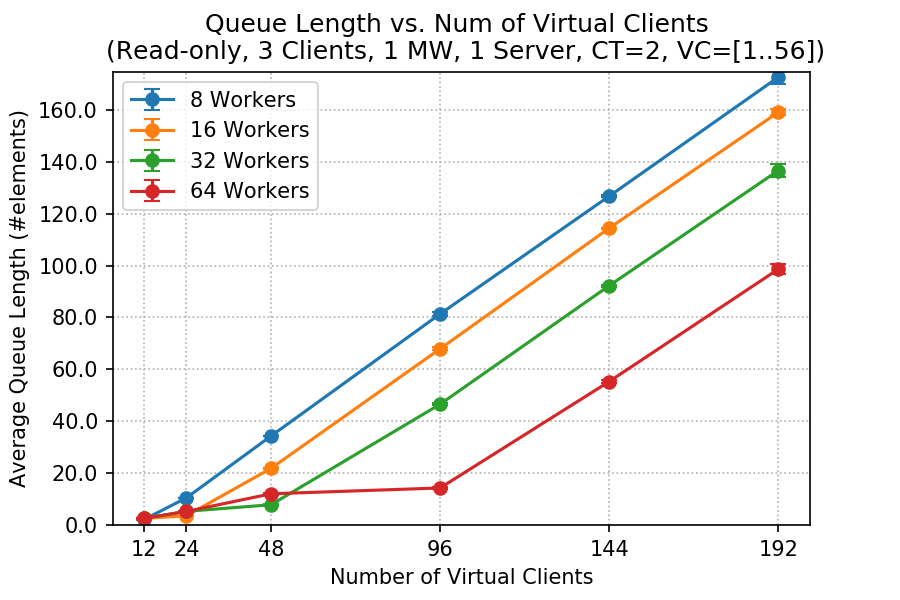 Queue Length vs. Num of Virtual Clients
(Read-only, 3 Clients, 1 MW, 1 Server, CT=2, VC=[1..56])
8 Workers
16 Workers
32 Workers
64 Workers
Average Queue Length (#elements)
160.0
140.0
120.0
100.0
80.0
60.0
40.0
20.0
0.0
12 24 48 96 144 192
Number of Virtual Clients